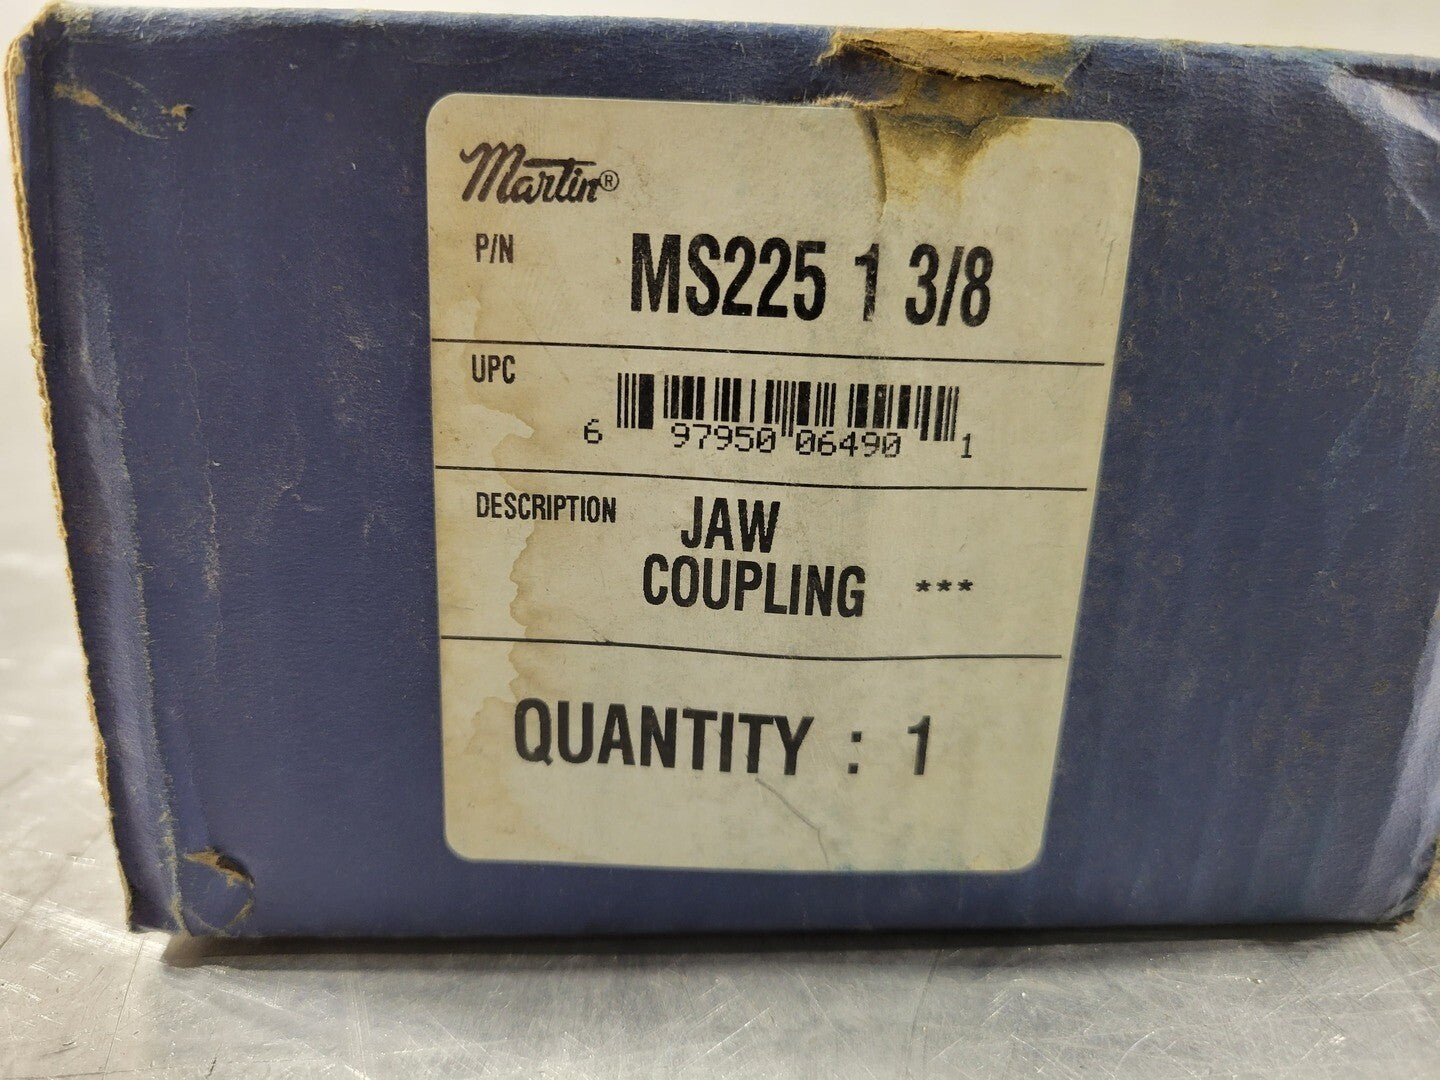 Martin®
P/N MS225 1 3/8
UPC
6 97950 06490 1
DESCRIPTION JAW
COUPLING ***
QUANTITY : 1